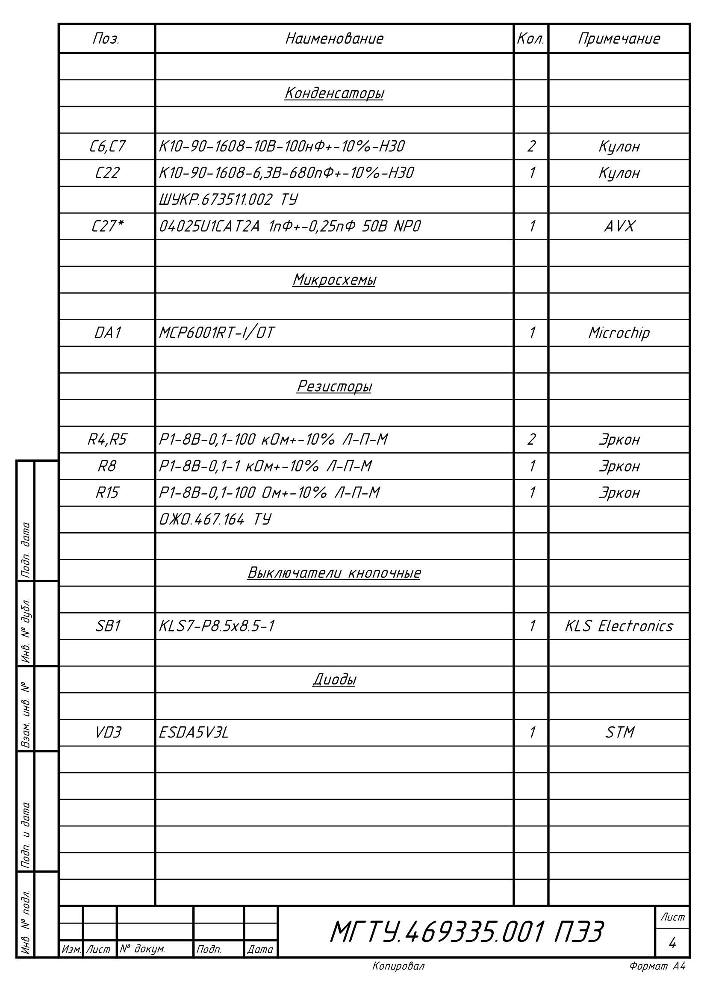 Поз. Наименование Кол. Примечание
Конденсаторы
С6,С7 К10-90-1608-10В-100нФ+-10%-Н30 2 Кулон
С22 К10-90-1608-6,3В-680пФ+-10%-Н30 1 Кулон
ШУКР.673511.002 ТУ
С27* 04025U1CAT2A 1пФ+-0,25пФ 50В NP0 1 AVX
Микросхемы
DA1 MCP6001RT-I/OT 1 Microchip
Резисторы
R4,R5 Р1-8В-0,1-100 кОм+-10% Л-П-М 2 Эркон
R8 Р1-8В-0,1-1 кОм+-10% Л-П-М 1 Эркон
R15 Р1-8В-0,1-100 Ом+-10% Л-П-М 1 Эркон
ОЖО.467.164 ТУ
Выключатели кнопочные
SB1 KLS7-P8.5x8.5-1 1 KLS Electronics
Диоды
VD3 ESDA5V3L 1 STM
Подп. дата
Инв. № дубл.
Взам. инв. №
Подп. и дата
Инв. № подл.
Изм. Лист № докум. Подп. Дата
МГТУ.469335.001 ПЭ3
Лист
4
Копировал Формат А4